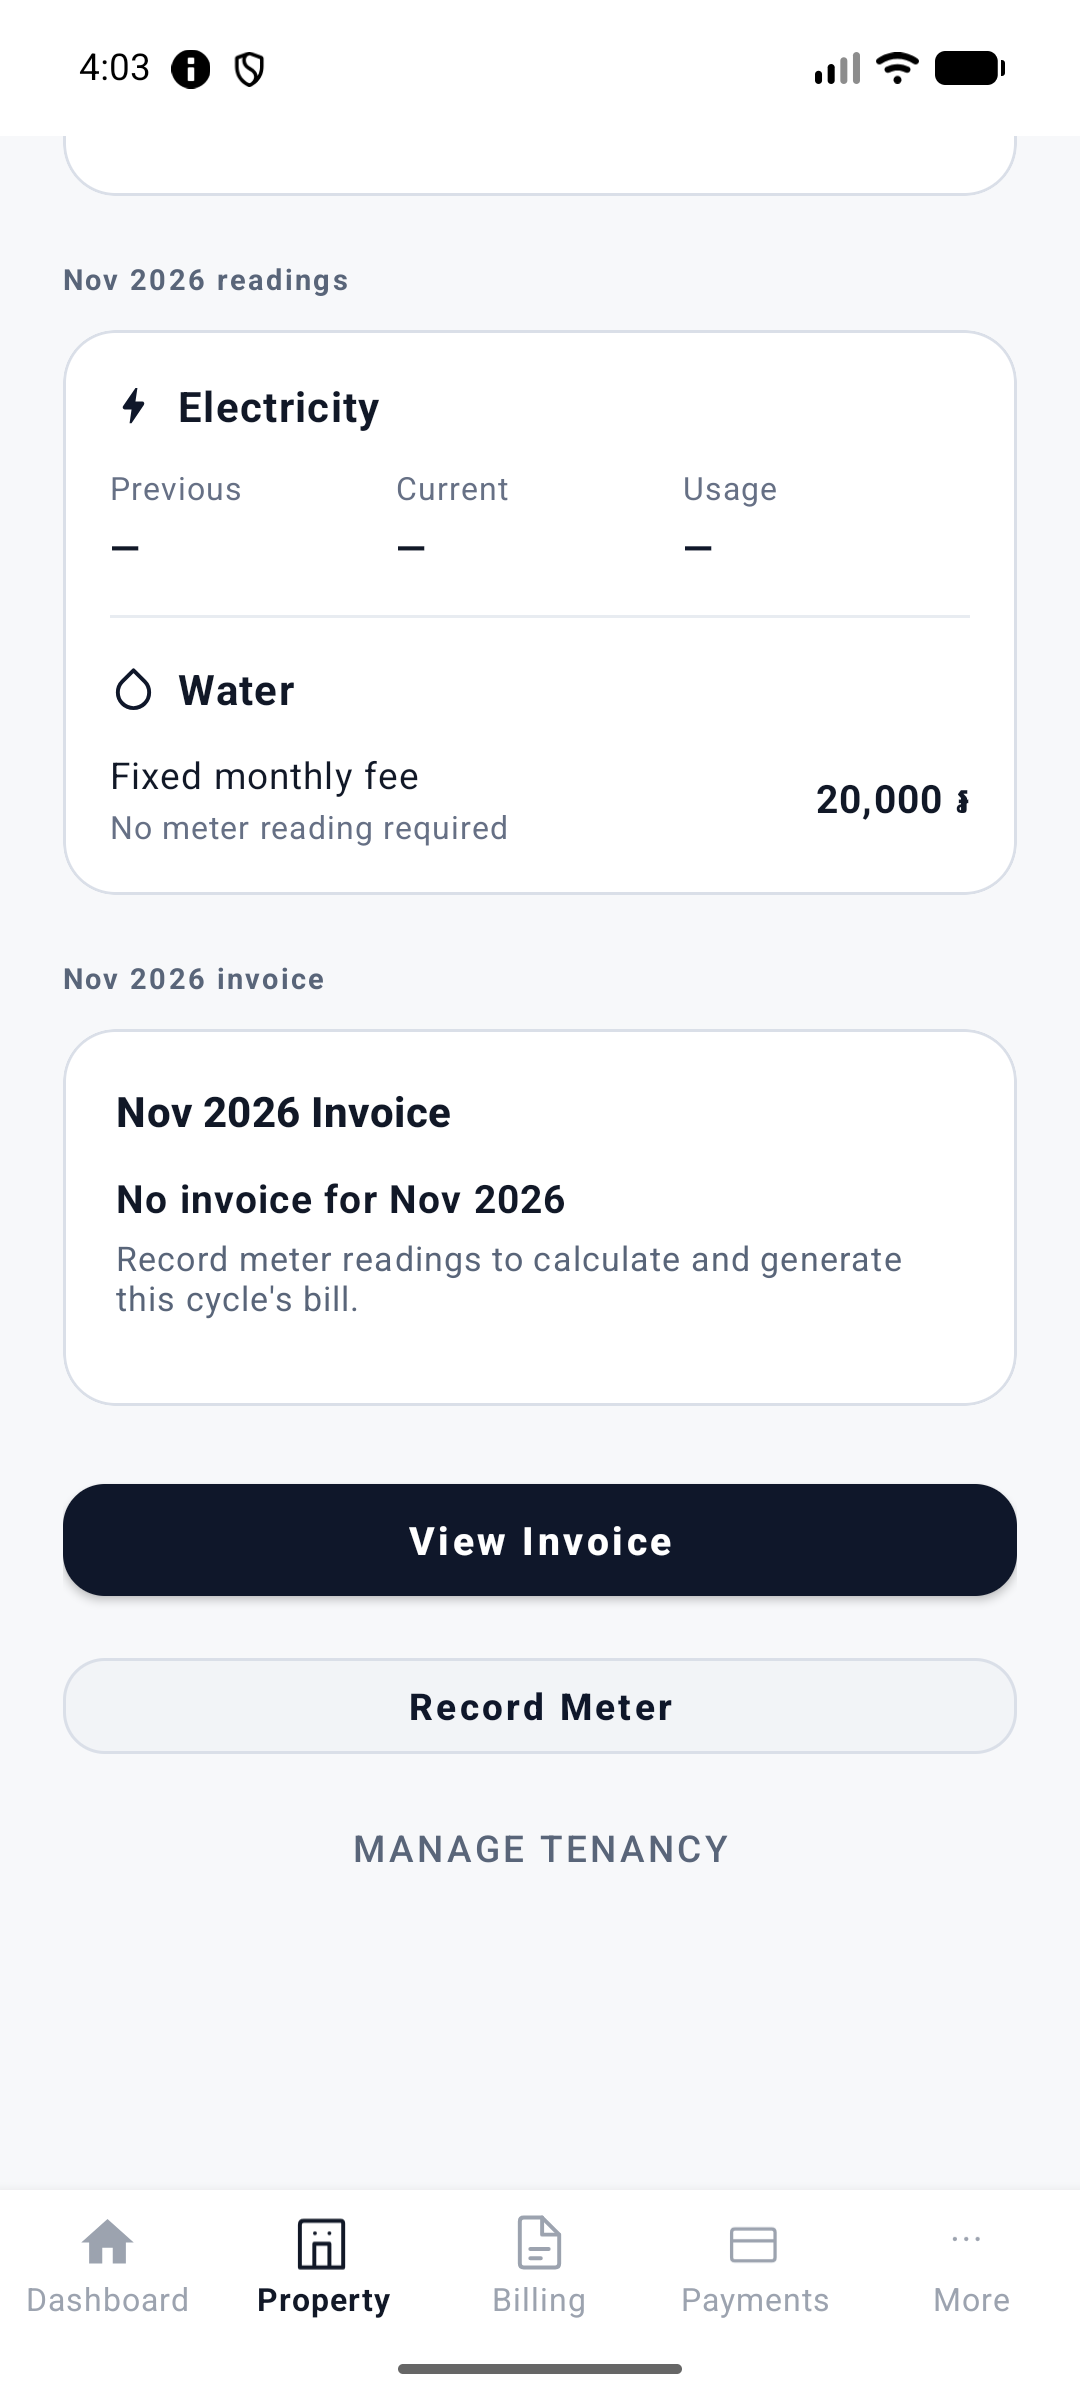 4:03
Nov 2026 readings
Electricity
Previous Current Usage
— — —
Water
Fixed monthly fee
20,000 ៛
No meter reading required
Nov 2026 invoice
Nov 2026 Invoice
No invoice for Nov 2026
Record meter readings to calculate and generate
this cycle's bill.
View Invoice
Record Meter
MANAGE TENANCY
Dashboard Property Billing Payments More